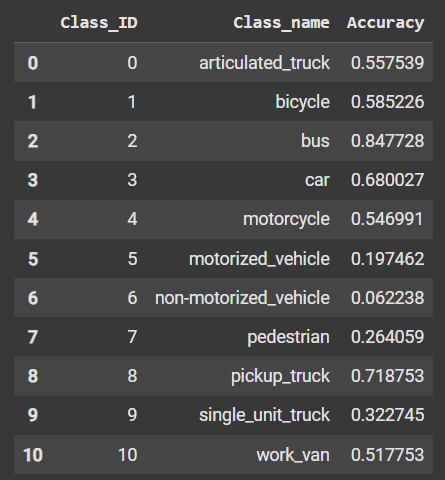 Class_ID Class_name Accuracy
0 0 articulated_truck 0.557539
1 1 bicycle 0.585226
2 2 bus 0.847728
3 3 car 0.680027
4 4 motorcycle 0.546991
5 5 motorized_vehicle 0.197462
6 6 non-motorized_vehicle 0.062238
7 7 pedestrian 0.264059
8 8 pickup_truck 0.718753
9 9 single_unit_truck 0.322745
10 10 work_van 0.517753